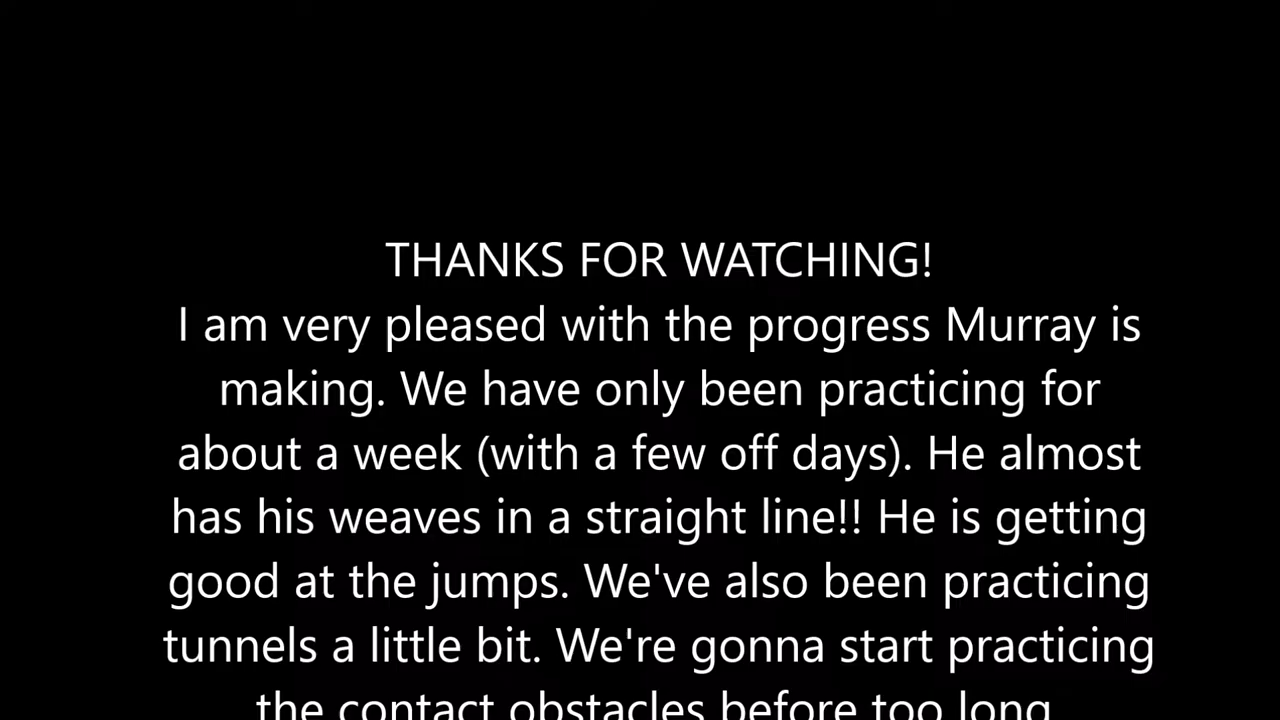 THANKS FOR WATCHING!
I am very pleased with the progress Murray is
making. We have only been practicing for
about a week (with a few off days). He almost
has his weaves in a straight line!! He is getting
good at the jumps. We've also been practicing
tunnels a little bit. We're gonna start practicing
the contact obstacles before too long